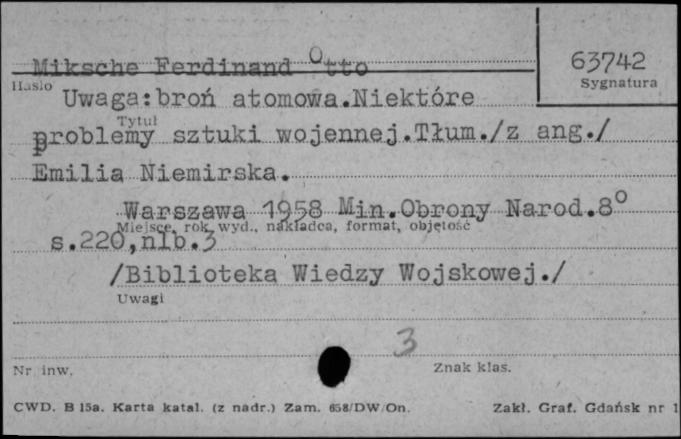 Miksche Ferdinand Otto
63742
Hasło
Sygnatura
Uwaga:broń atomowa.Niektóre
Tytuł
problemy sztuki wojennej.Tłum./z ang./
Emilia Niemirska.
Warszawa 1958 Min.Obrony Narod.8°
Miejsce, rok wyd., nakładca, format, objętość
s.220,nlb.3
/Biblioteka Wiedzy Wojskowej./
Uwagi
3
Nr inw.
Znak klas.
CWD. B 15a. Karta katal. (z nadr.) Zam. 658/DW/On.
Zakł. Graf. Gdańsk nr 1